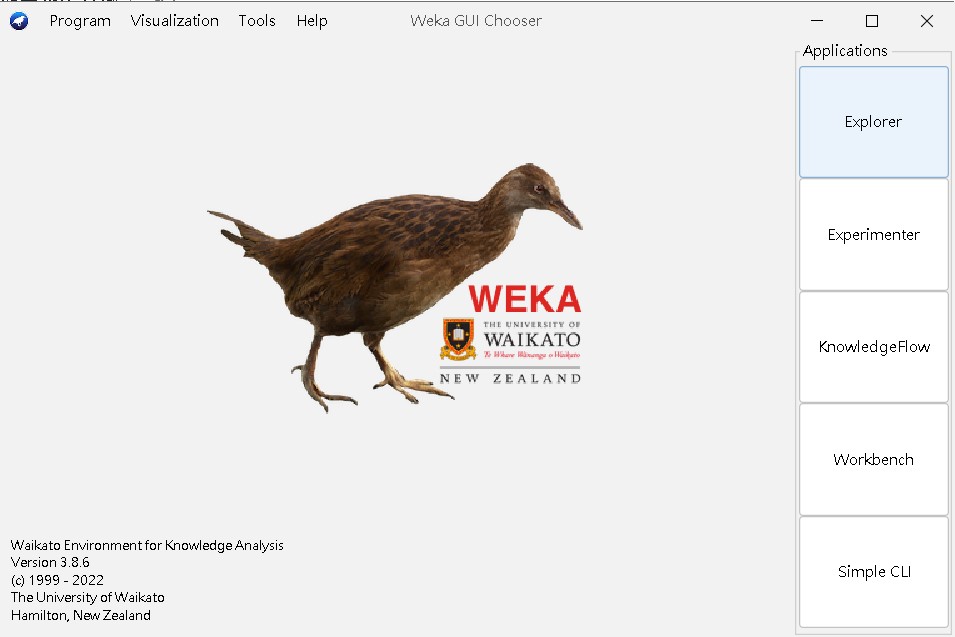 Program Visualization Tools Help Weka GUI Chooser
Applications
Explorer
Experimenter
KnowledgeFlow
Workbench
Simple CLI
WEKA
THE UNIVERSITY OF
WAIKATO
Te Whare Wānanga o Waikato
NEW ZEALAND
Waikato Environment for Knowledge Analysis
Version 3.8.6
(c) 1999 - 2022
The University of Waikato
Hamilton, New Zealand